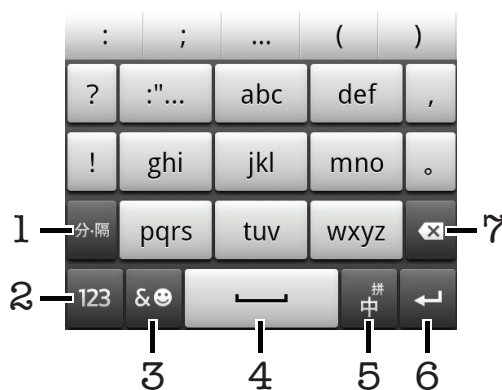 : ; ... ( )
? :"... abc def ,
! ghi jkl mno 。
1 分·隔 pqrs tuv wxyz 7
2 123 &☻ 拼中
3 4 5 6